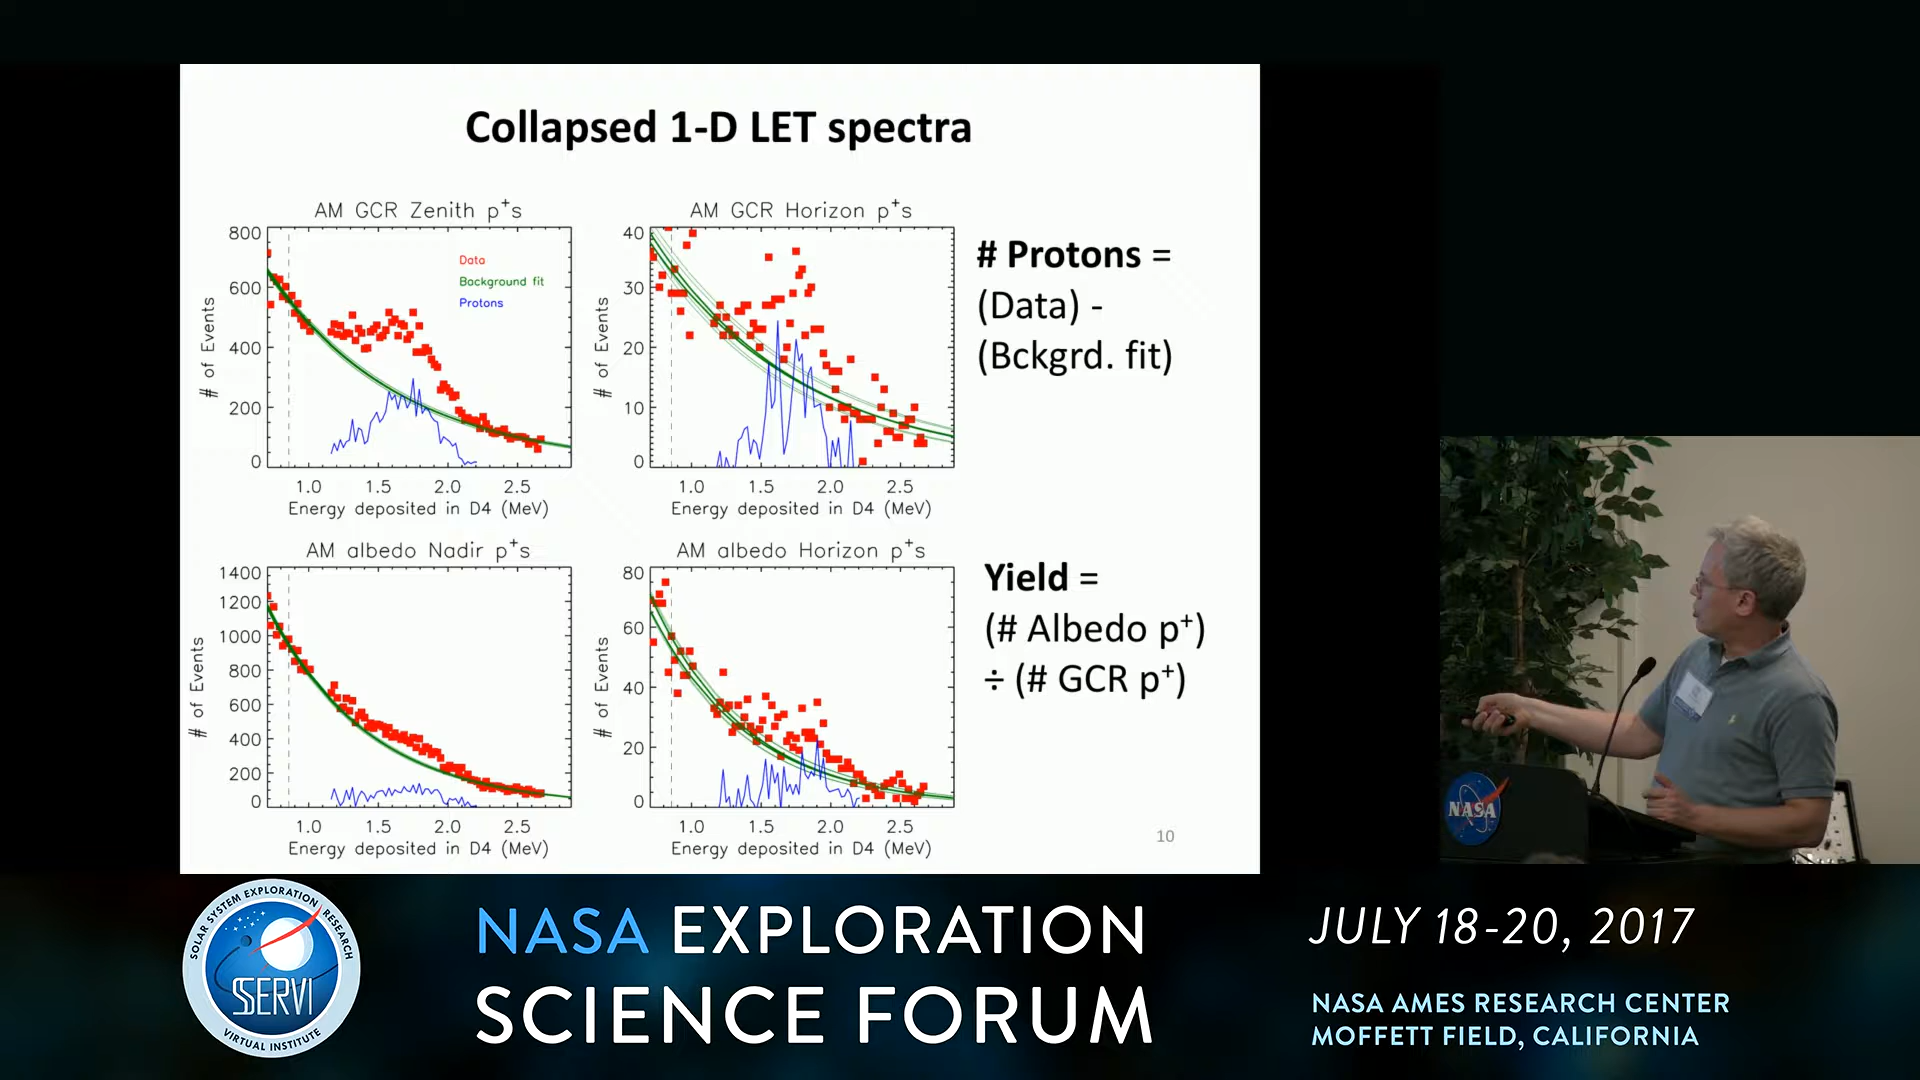 Collapsed 1-D LET spectra
AM GCR Zenith p+s
800
600
400
200
0
# of Events
Data
Background fit
Protons
1.0 1.5 2.0 2.5
Energy deposited in D4 (MeV)
AM GCR Horizon p+s
40
30
20
10
0
# of Events
1.0 1.5 2.0 2.5
Energy deposited in D4 (MeV)
# Protons =
(Data) -
(Bckgrd. fit)
AM albedo Nadir p+s
1400
1200
1000
800
600
400
200
0
# of Events
1.0 1.5 2.0 2.5
Energy deposited in D4 (MeV)
AM albedo Horizon p+s
80
60
40
20
0
# of Events
1.0 1.5 2.0 2.5
Energy deposited in D4 (MeV)
Yield =
(# Albedo p+)
÷ (# GCR p+)
10
NASA
SOLAR SYSTEM EXPLORATION RESEARCH
SSERVI
VIRTUAL INSTITUTE
NASA EXPLORATION
SCIENCE FORUM
JULY 18-20, 2017
NASA AMES RESEARCH CENTER
MOFFETT FIELD, CALIFORNIA